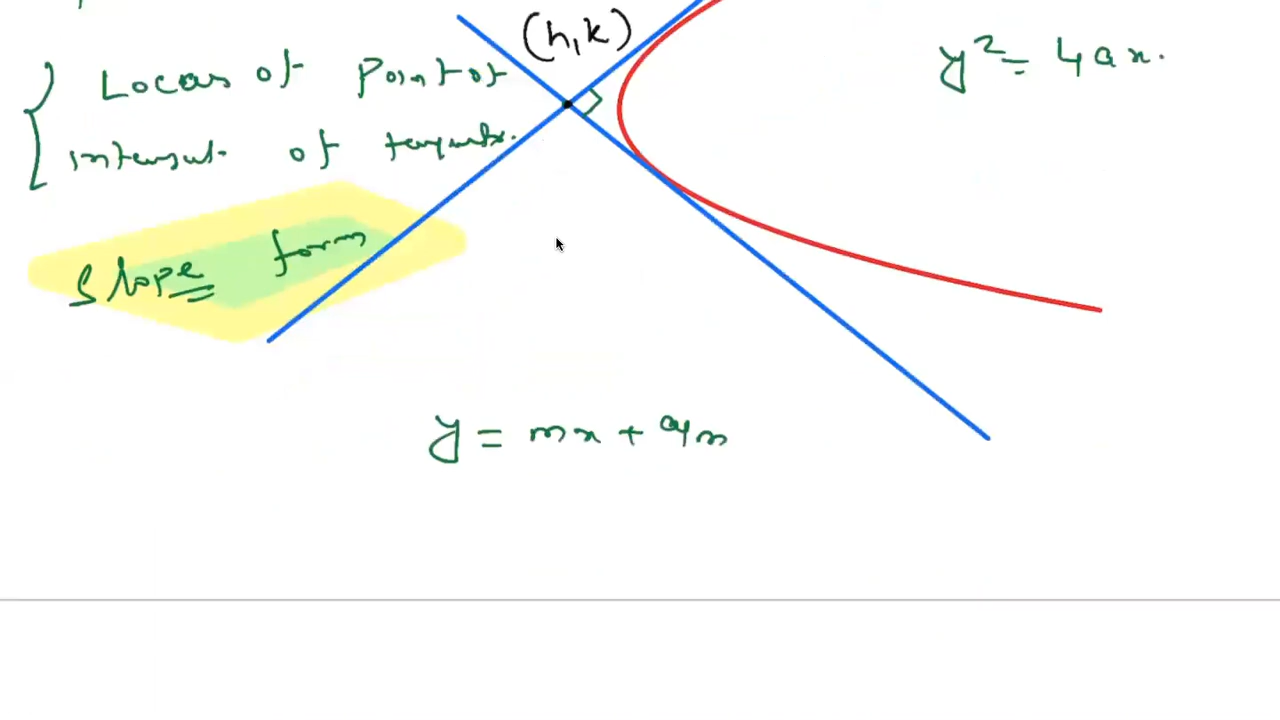 (h, k)
y² = 4ax.
Locus of Point of
intersect of tangents.
Slope form
y = mx + a/m